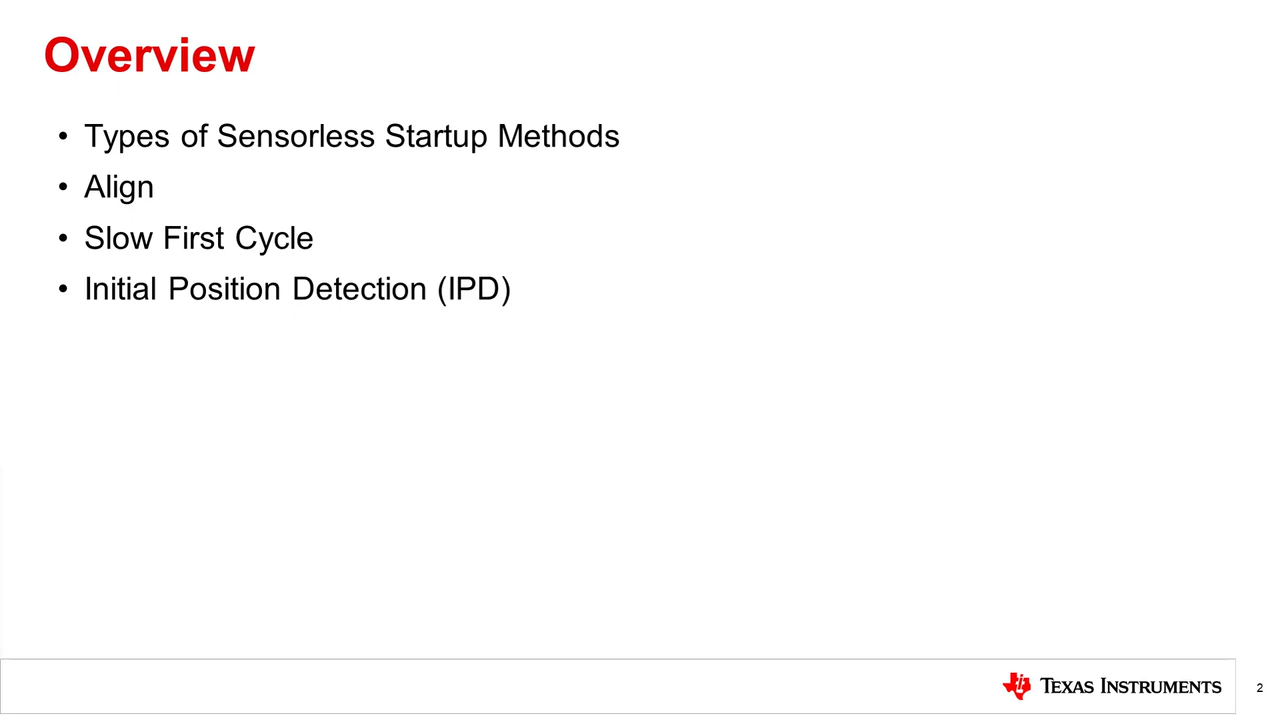 Overview
• Types of Sensorless Startup Methods
• Align
• Slow First Cycle
• Initial Position Detection (IPD)
TEXAS INSTRUMENTS
2